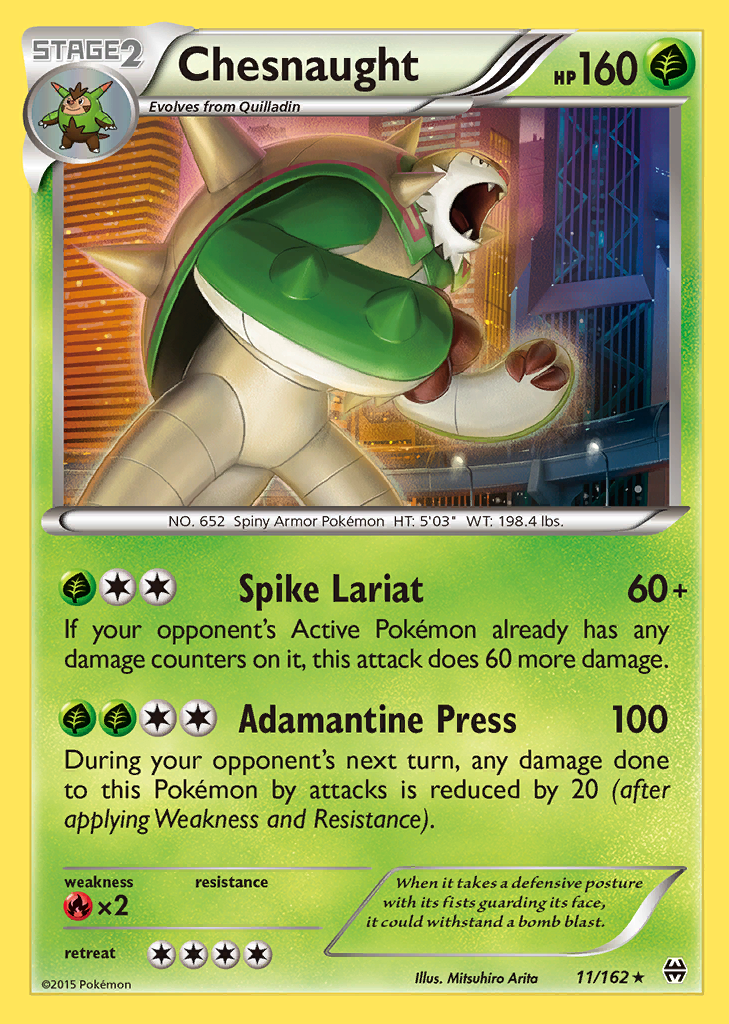 STAGE2
Chesnaught
HP160
Evolves from Quilladin
NO. 652 Spiny Armor Pokémon HT: 5'03" WT: 198.4 lbs.
Spike Lariat 60+
If your opponent's Active Pokémon already has any
damage counters on it, this attack does 60 more damage.
Adamantine Press 100
During your opponent's next turn, any damage done
to this Pokémon by attacks is reduced by 20 (after
applying Weakness and Resistance).
weakness resistance
×2
When it takes a defensive posture
with its fists guarding its face,
it could withstand a bomb blast.
retreat
©2015 Pokémon
Illus. Mitsuhiro Arita
11/162 ★